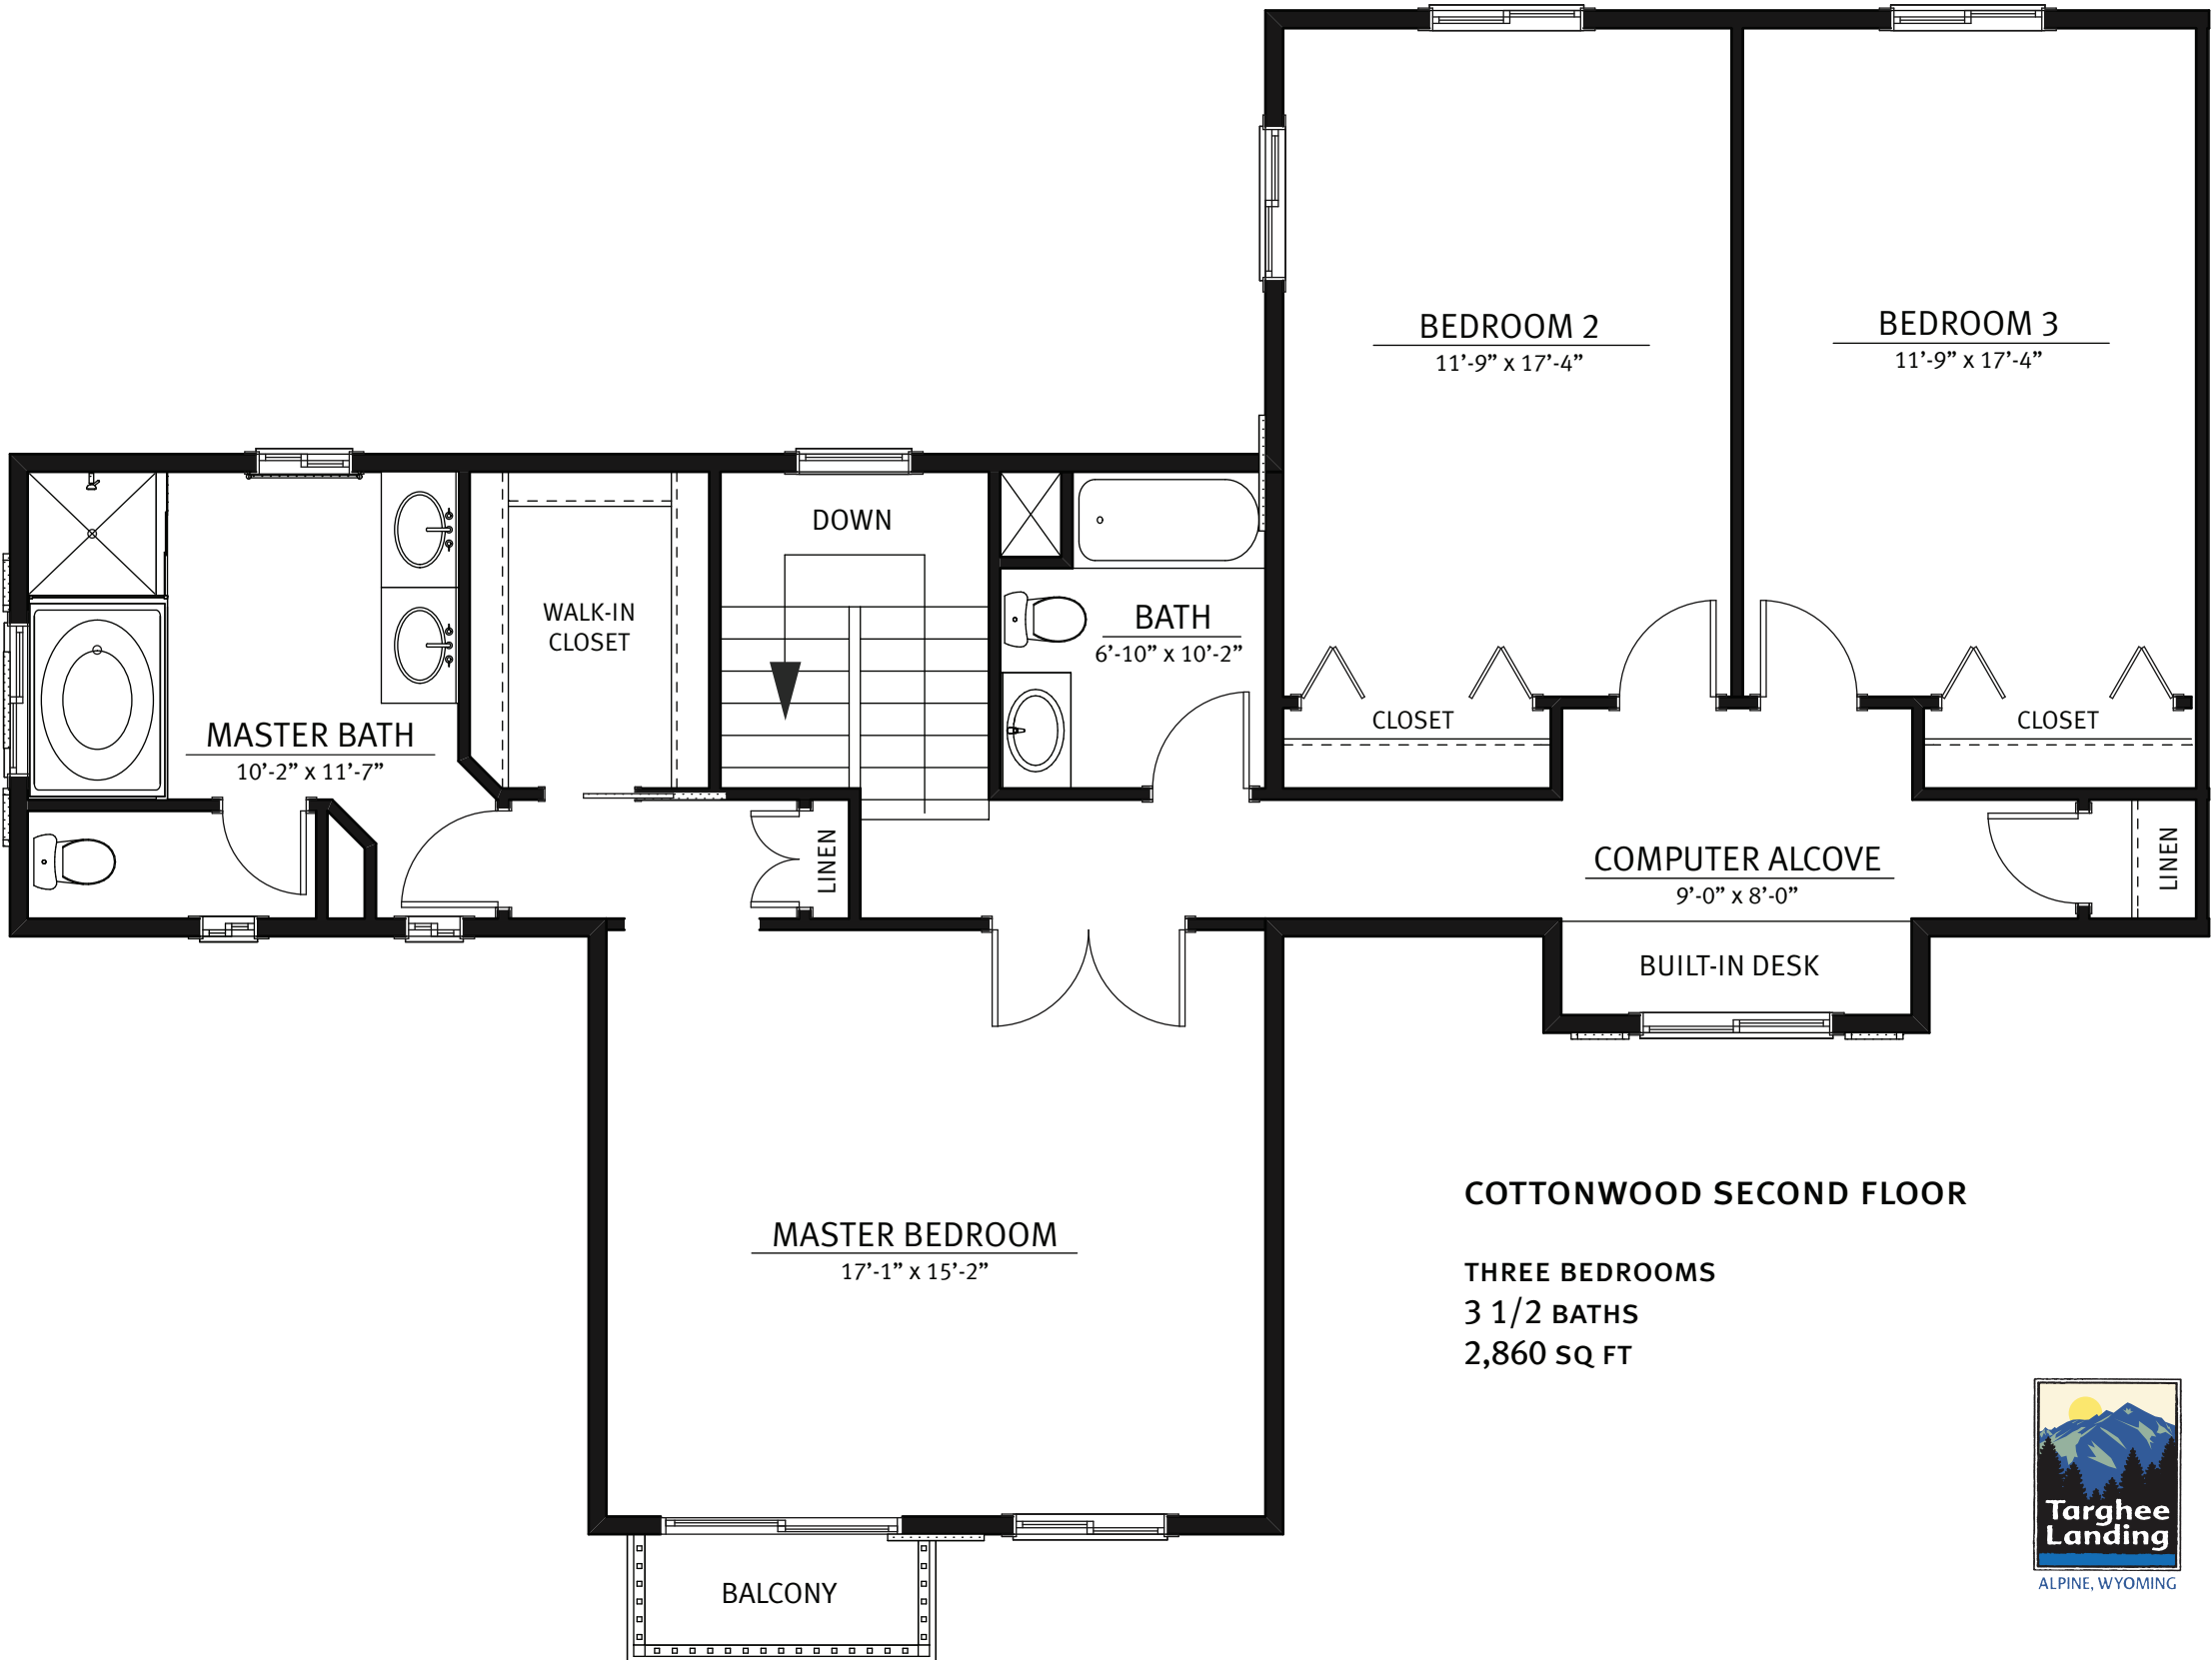 BEDROOM 2
11’-9” x 17’-4”
BEDROOM 3
11’-9” x 17’-4”
DOWN
WALK-IN
CLOSET
BATH
6’-10” x 10’-2”
MASTER BATH
10’-2” x 11’-7”
CLOSET
CLOSET
LINEN
COMPUTER ALCOVE
9’-0” x 8’-0”
LINEN
BUILT-IN DESK
MASTER BEDROOM
17’-1” x 15’-2”
BALCONY
COTTONWOOD SECOND FLOOR
THREE BEDROOMS
3 1/2 BATHS
2,860 SQ FT
Targhee
Landing
ALPINE, WYOMING